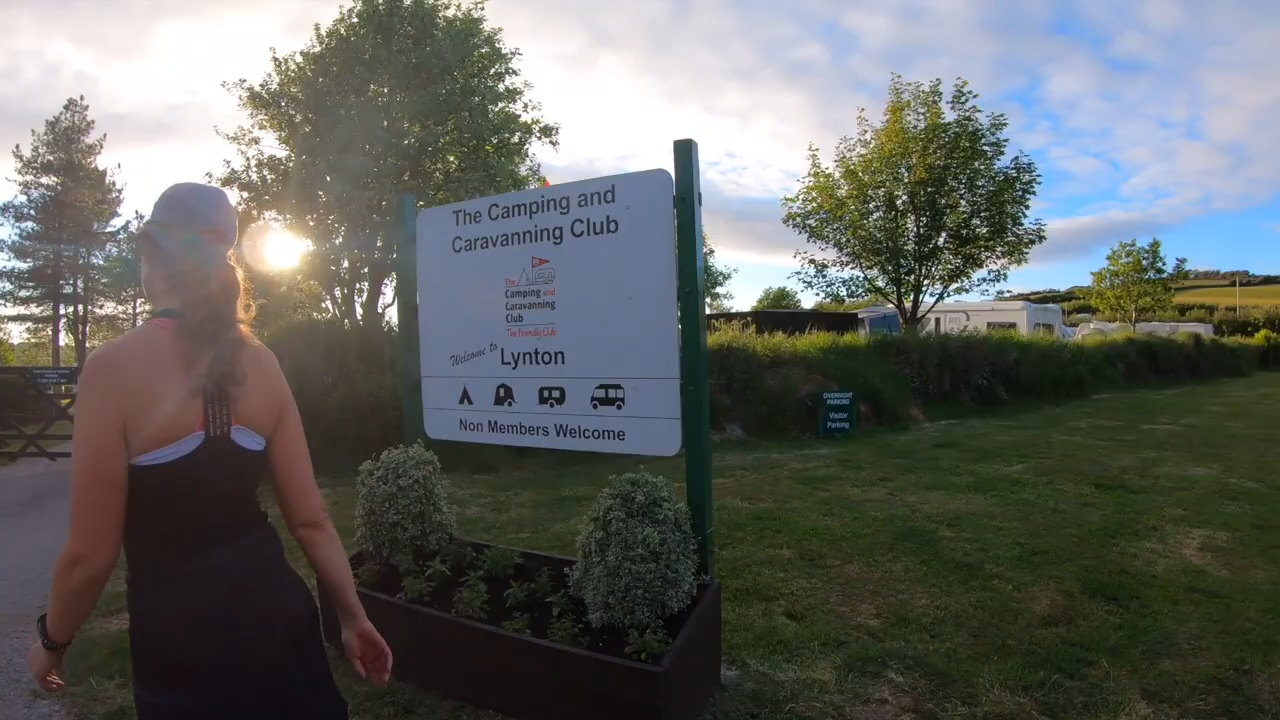 The Camping and
Caravanning Club
The
Camping and
Caravanning
Club
The Friendly Club
Welcome to Lynton
Non Members Welcome
OVERNIGHT
PARKING
Visitor
Parking